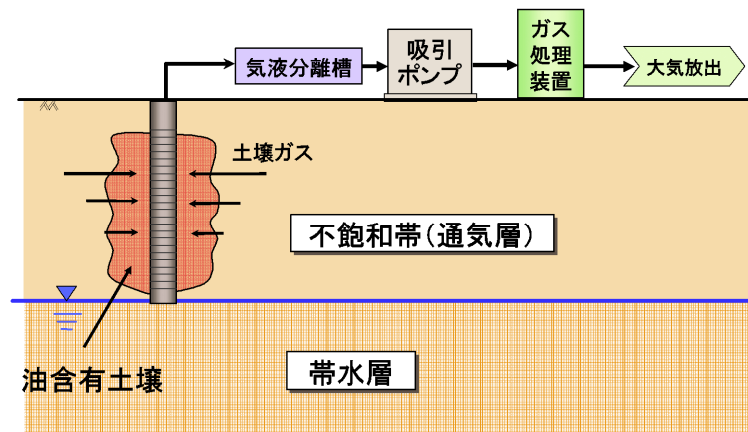 気液分離槽
吸引
ポンプ
ガス
処理
装置
大気放出
土壌ガス
不飽和帯(通気層)
油含有土壌
帯水層